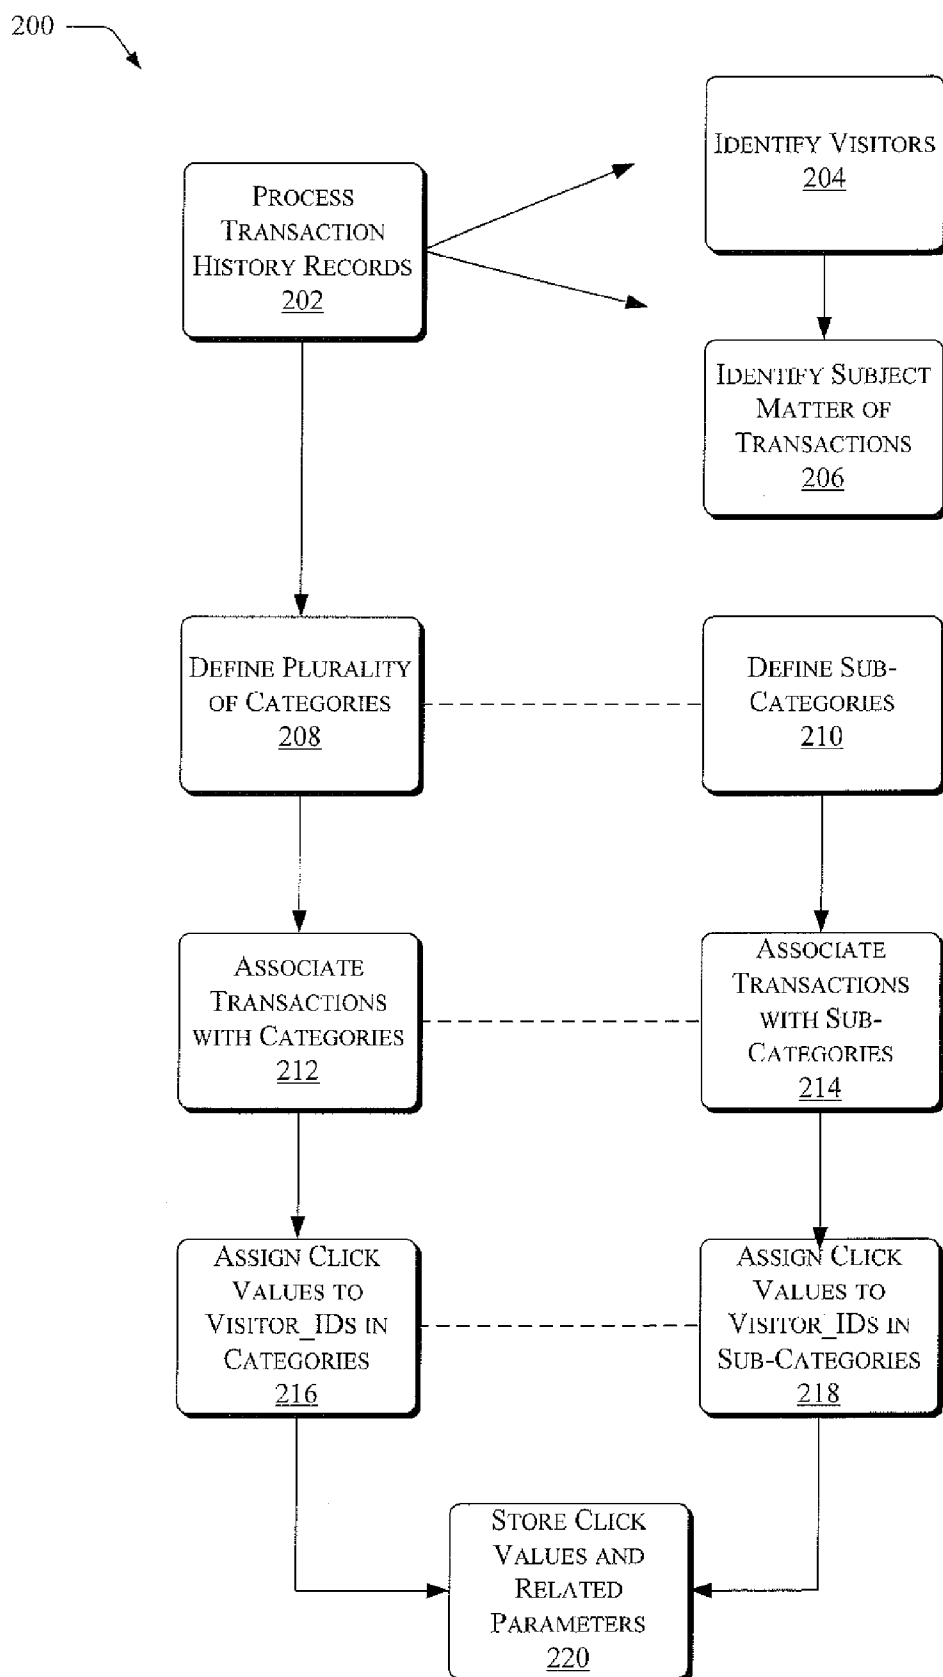 200
IDENTIFY VISITORS
204
PROCESS
TRANSACTION
HISTORY RECORDS
202
IDENTIFY SUBJECT
MATTER OF
TRANSACTIONS
206
DEFINE PLURALITY
OF CATEGORIES
208
DEFINE SUB-
CATEGORIES
210
ASSOCIATE
TRANSACTIONS
WITH CATEGORIES
212
ASSOCIATE
TRANSACTIONS
WITH SUB-
CATEGORIES
214
ASSIGN CLICK
VALUES TO
VISITOR_IDS IN
CATEGORIES
216
ASSIGN CLICK
VALUES TO
VISITOR_IDS IN
SUB-CATEGORIES
218
STORE CLICK
VALUES AND
RELATED
PARAMETERS
220